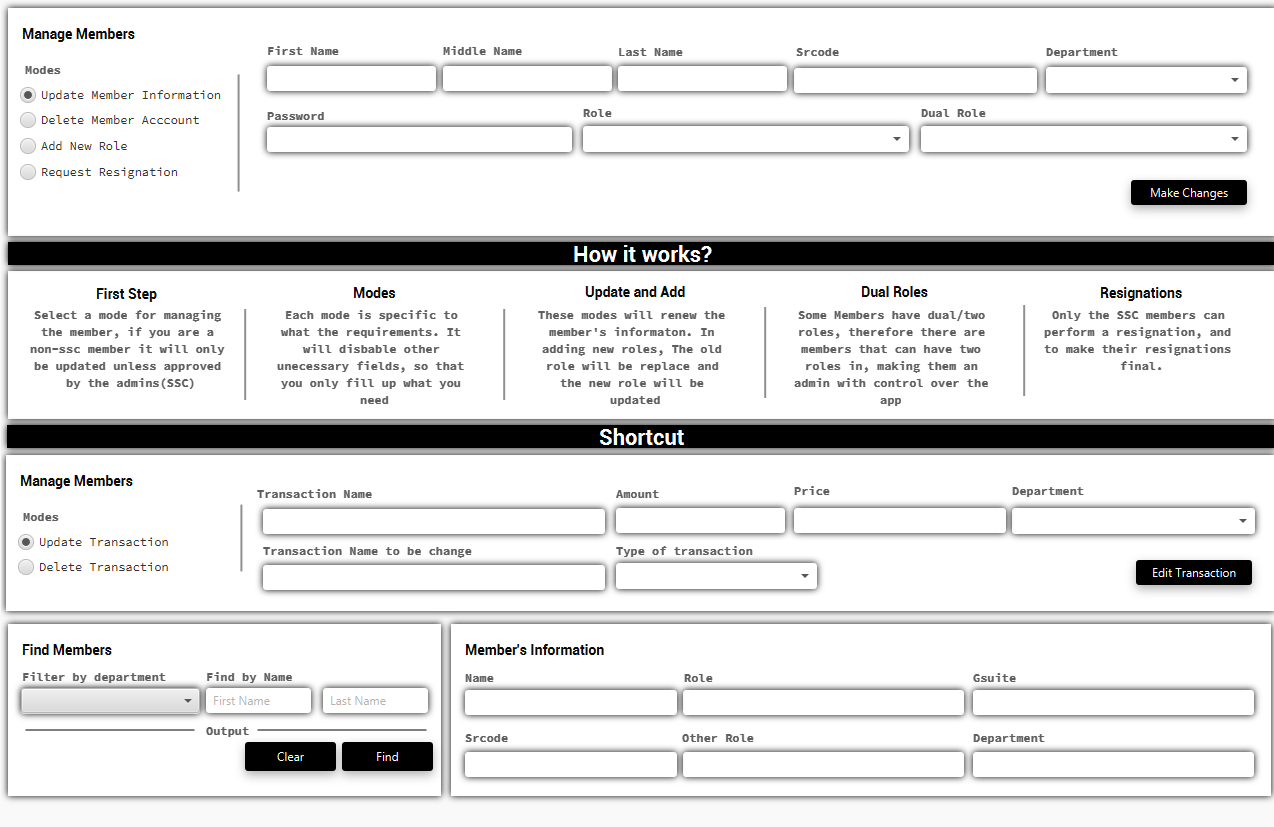 Manage Members
First Name
Middle Name
Last Name
Srcode
Department
Modes
Update Member Information
Delete Member Acccount
Add New Role
Request Resignation
Password
Role
Dual Role
Make Changes
How it works?
First Step
Select a mode for managing
the member, if you are a
non-ssc member it will only
be updated unless approved
by the admins(SSC)
Modes
Each mode is specific to
what the requirements. It
will disbable other
unecessary fields, so that
you only fill up what you
need
Update and Add
These modes will renew the
member's informaton. In
adding new roles, The old
role will be replace and
the new role will be
updated
Dual Roles
Some Members have dual/two
roles, therefore there are
members that can have two
roles in, making them an
admin with control over the
app
Resignations
Only the SSC members can
perform a resignation, and
to make their resignations
final.
Shortcut
Manage Members
Modes
Update Transaction
Delete Transaction
Transaction Name
Amount
Price
Department
Transaction Name to be change
Type of transaction
Edit Transaction
Find Members
Filter by department
Find by Name
First Name
Last Name
Output
Clear
Find
Member's Information
Name
Role
Gsuite
Srcode
Other Role
Department